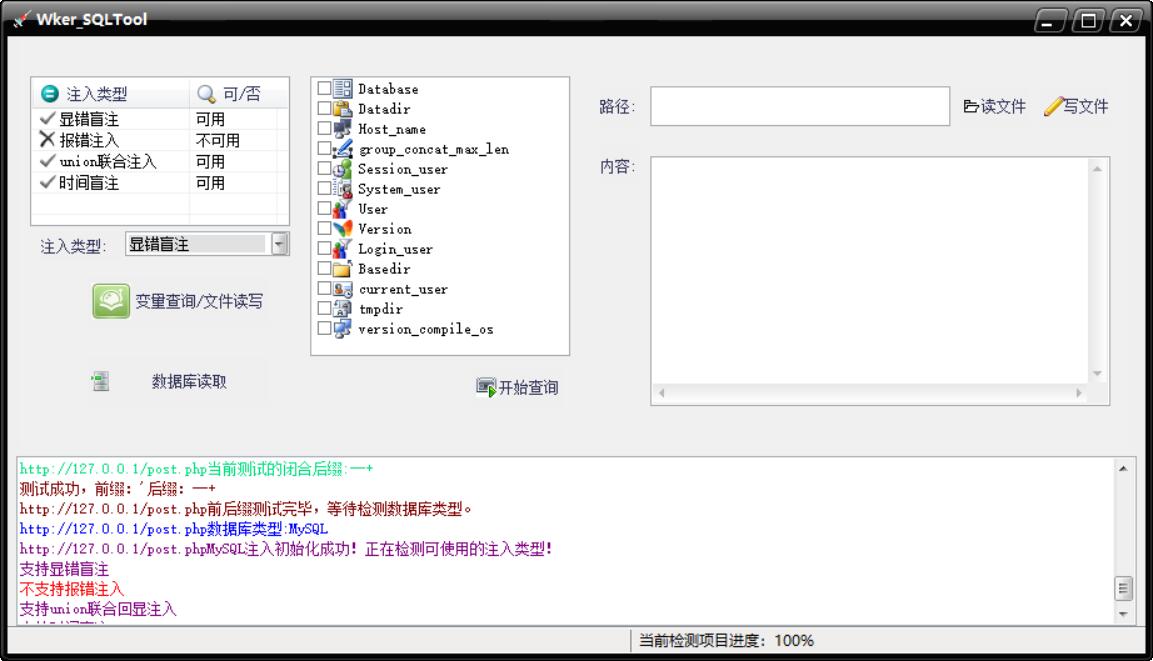 Wker_SQLTool
注入类型 可/否
显错盲注 可用
报错注入 不可用
union联合注入 可用
时间盲注 可用
注入类型: 显错盲注
变量查询/文件读写
数据库读取
Database
Datadir
Host_name
group_concat_max_len
Session_user
System_user
User
Version
Login_user
Basedir
current_user
tmpdir
version_compile_os
开始查询
路径: 读文件 写文件
内容:
http://127.0.0.1/post.php当前测试的闭合后缀:--+
测试成功，前缀：' 后缀：--+
http://127.0.0.1/post.php前后缀测试完毕，等待检测数据库类型。
http://127.0.0.1/post.php数据库类型:MySQL
http://127.0.0.1/post.phpMySQL注入初始化成功！正在检测可使用的注入类型！
支持显错盲注
不支持报错注入
支持union联合回显注入
当前检测项目进度：100%